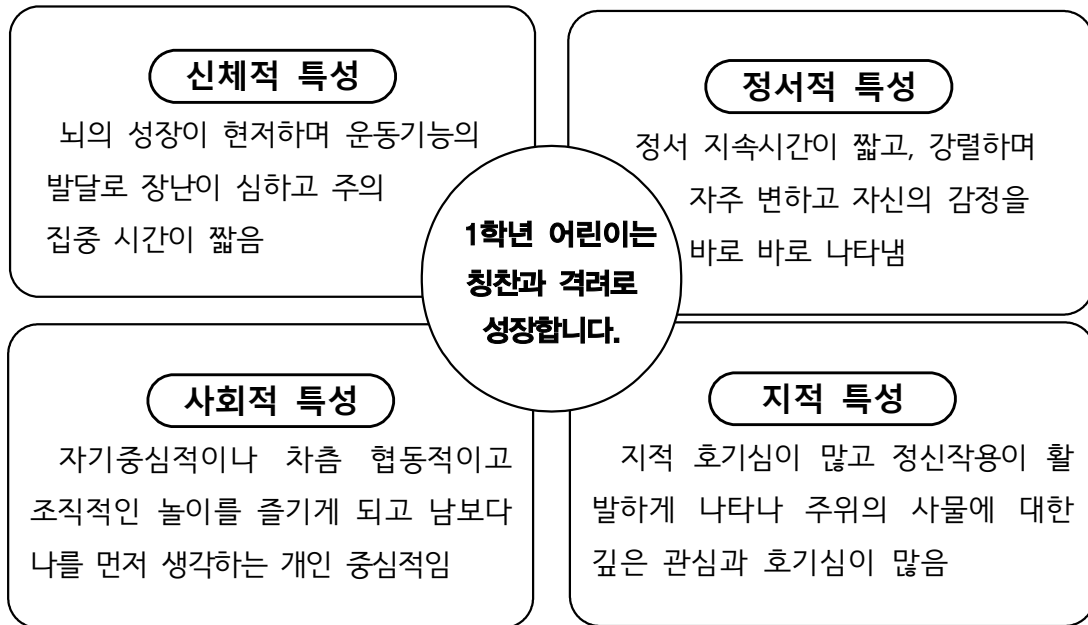 신체적 특성
뇌의 성장이 현저하며 운동기능의
발달로 장난이 심하고 주의
집중 시간이 짧음
정서적 특성
정서 지속시간이 짧고, 강렬하며
자주 변하고 자신의 감정을
바로 바로 나타냄
1학년 어린이는
칭찬과 격려로
성장합니다.
사회적 특성
자기중심적이나 차츰 협동적이고
조직적인 놀이를 즐기게 되고 남보다
나를 먼저 생각하는 개인 중심적임
지적 특성
지적 호기심이 많고 정신작용이 활
발하게 나타나 주위의 사물에 대한
깊은 관심과 호기심이 많음